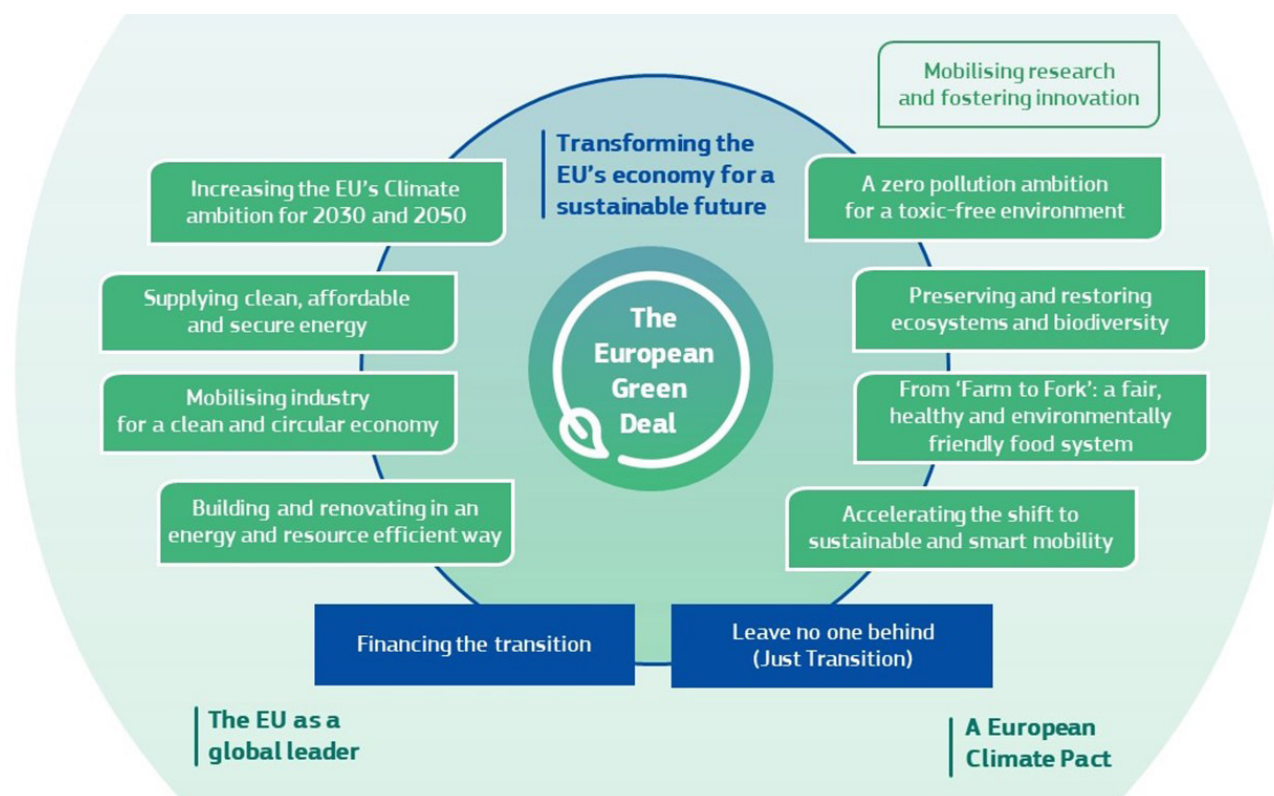 Mobilising research
and fostering innovation
Transforming the
EU's economy for a
sustainable future
Increasing the EU's Climate
ambition for 2030 and 2050
A zero pollution ambition
for a toxic-free environment
Supplying clean, affordable
and secure energy
Preserving and restoring
ecosystems and biodiversity
The
European
Green
Deal
Mobilising industry
for a clean and circular economy
From ‘Farm to Fork’: a fair,
healthy and environmentally
friendly food system
Building and renovating in an
energy and resource efficient way
Accelerating the shift to
sustainable and smart mobility
Financing the transition
Leave no one behind
(Just Transition)
The EU as a
global leader
A European
Climate Pact